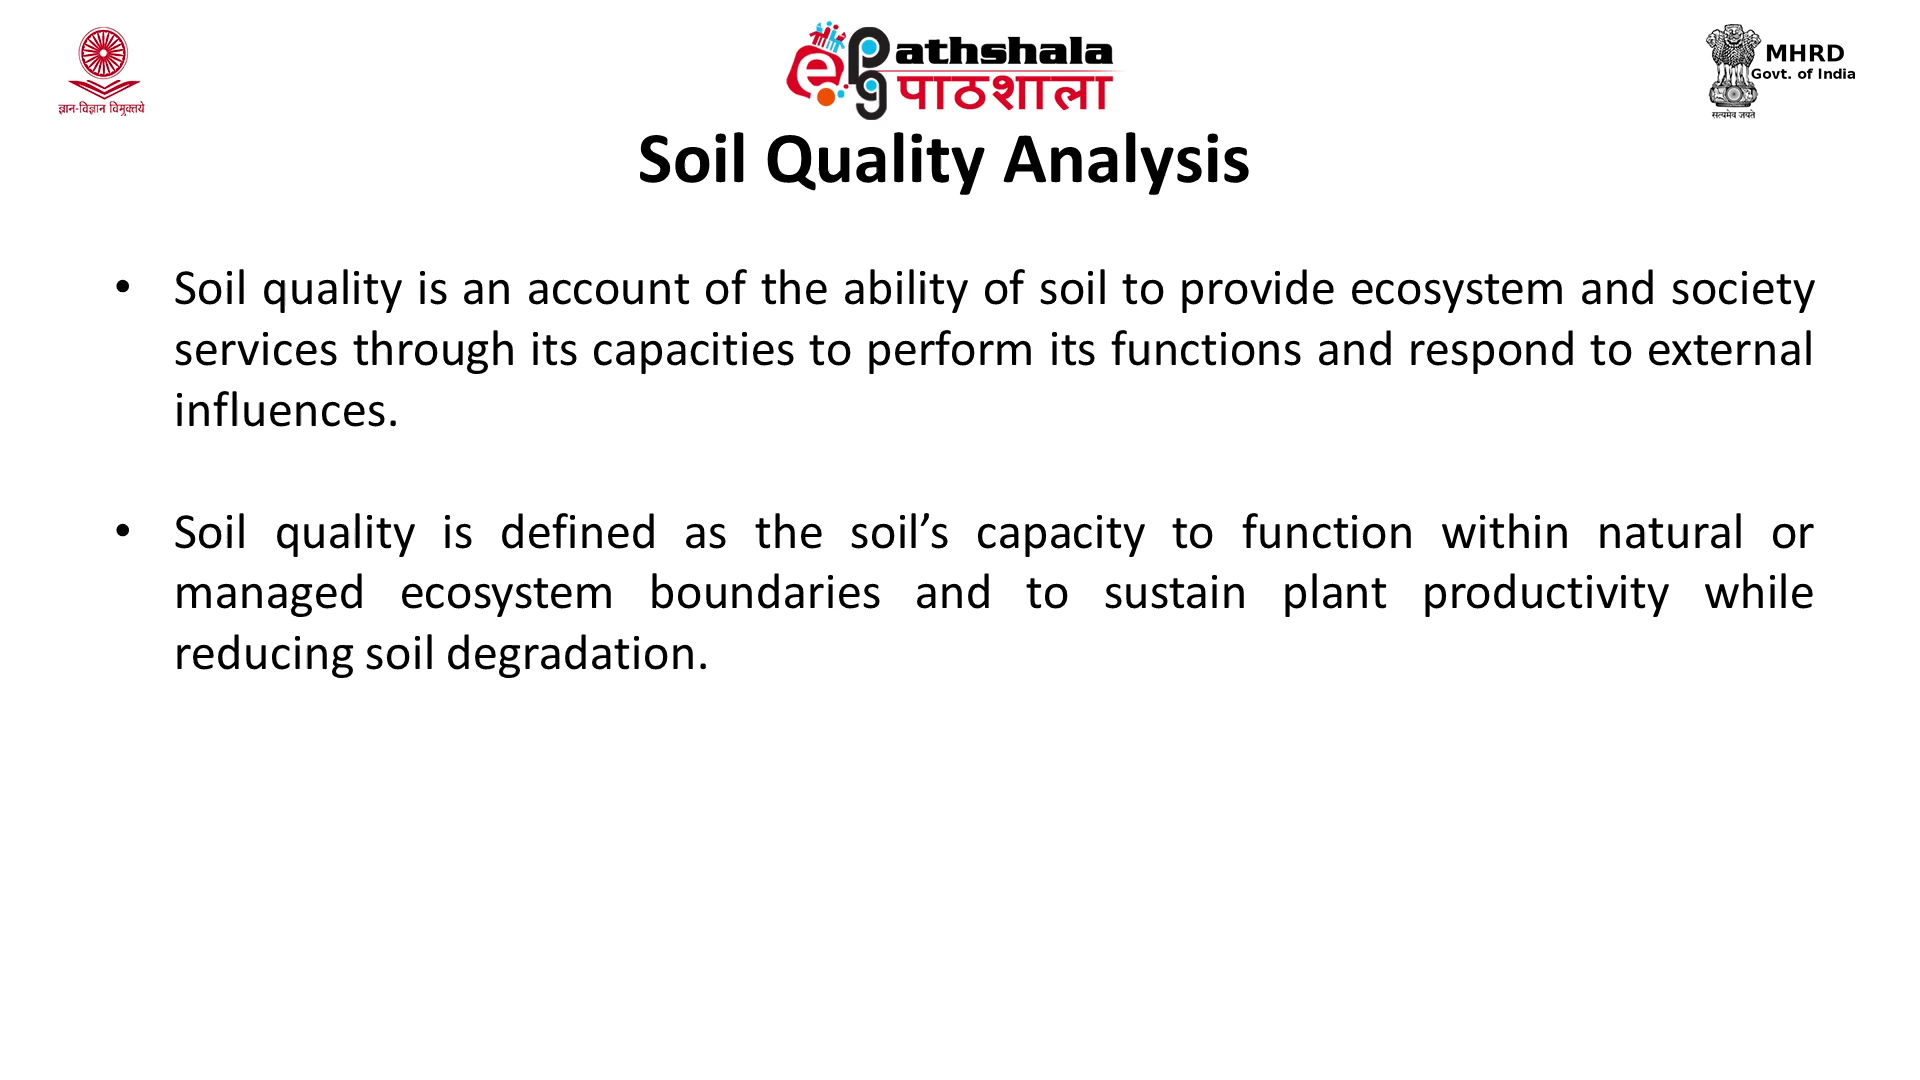 ज्ञान-विज्ञान विमुक्तये
ePG athshala
पाठशाला
MHRD
Govt. of India
सत्यमेव जयते
Soil Quality Analysis
• Soil quality is an account of the ability of soil to provide ecosystem and society
services through its capacities to perform its functions and respond to external
influences.
• Soil quality is defined as the soil’s capacity to function within natural or
managed ecosystem boundaries and to sustain plant productivity while
reducing soil degradation.